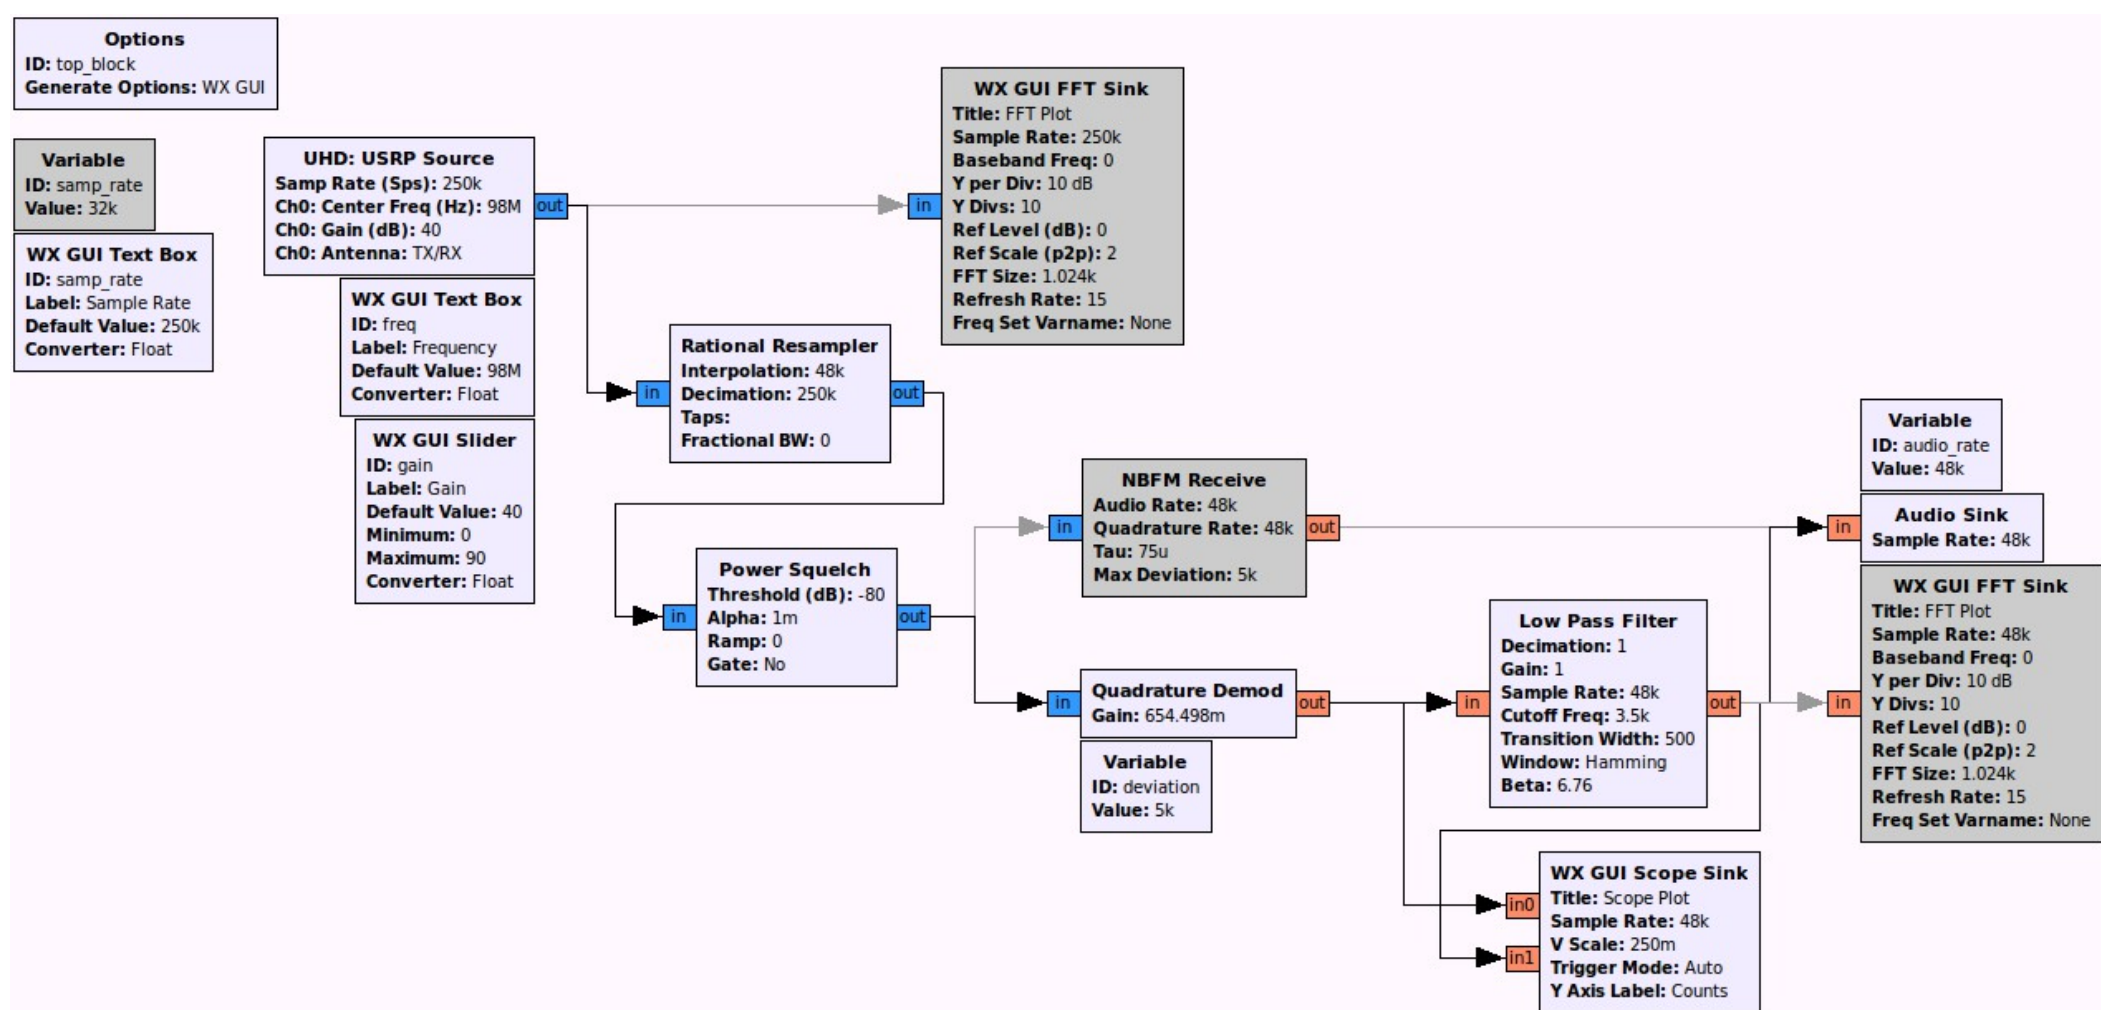 Options
ID: top_block
Generate Options: WX GUI
Variable
ID: samp_rate
Value: 32k
WX GUI Text Box
ID: samp_rate
Label: Sample Rate
Default Value: 250k
Converter: Float
UHD: USRP Source
Samp Rate (Sps): 250k
Ch0: Center Freq (Hz): 98M
Ch0: Gain (dB): 40
Ch0: Antenna: TX/RX
out
WX GUI Text Box
ID: freq
Label: Frequency
Default Value: 98M
Converter: Float
WX GUI Slider
ID: gain
Label: Gain
Default Value: 40
Minimum: 0
Maximum: 90
Converter: Float
in
WX GUI FFT Sink
Title: FFT Plot
Sample Rate: 250k
Baseband Freq: 0
Y per Div: 10 dB
Y Divs: 10
Ref Level (dB): 0
Ref Scale (p2p): 2
FFT Size: 1.024k
Refresh Rate: 15
Freq Set Varname: None
in
Rational Resampler
Interpolation: 48k
Decimation: 250k
Taps:
Fractional BW: 0
out
in
Power Squelch
Threshold (dB): -80
Alpha: 1m
Ramp: 0
Gate: No
out
in
NBFM Receive
Audio Rate: 48k
Quadrature Rate: 48k
Tau: 75u
Max Deviation: 5k
out
in
Quadrature Demod
Gain: 654.498m
out
Variable
ID: deviation
Value: 5k
in
Low Pass Filter
Decimation: 1
Gain: 1
Sample Rate: 48k
Cutoff Freq: 3.5k
Transition Width: 500
Window: Hamming
Beta: 6.76
out
Variable
ID: audio_rate
Value: 48k
in
Audio Sink
Sample Rate: 48k
in
WX GUI FFT Sink
Title: FFT Plot
Sample Rate: 48k
Baseband Freq: 0
Y per Div: 10 dB
Y Divs: 10
Ref Level (dB): 0
Ref Scale (p2p): 2
FFT Size: 1.024k
Refresh Rate: 15
Freq Set Varname: None
in0
in1
WX GUI Scope Sink
Title: Scope Plot
Sample Rate: 48k
V Scale: 250m
Trigger Mode: Auto
Y Axis Label: Counts